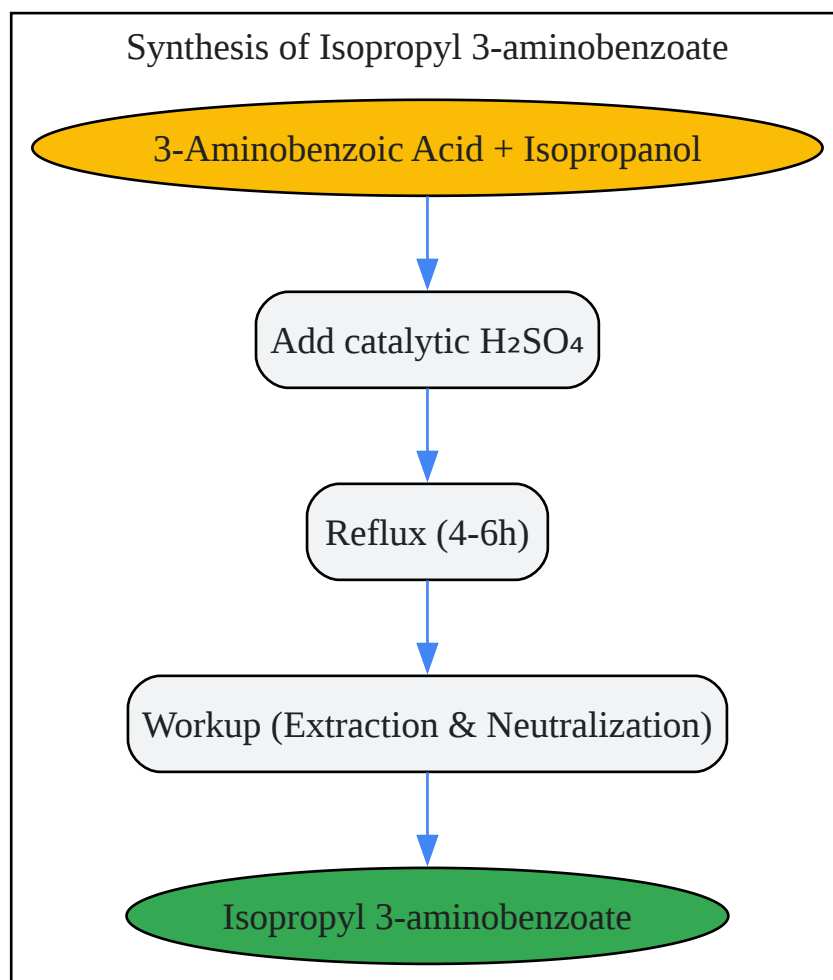 Synthesis of Isopropyl 3-aminobenzoate
3-Aminobenzoic Acid + Isopropanol
Add catalytic H₂SO₄
Reflux (4-6h)
Workup (Extraction & Neutralization)
Isopropyl 3-aminobenzoate